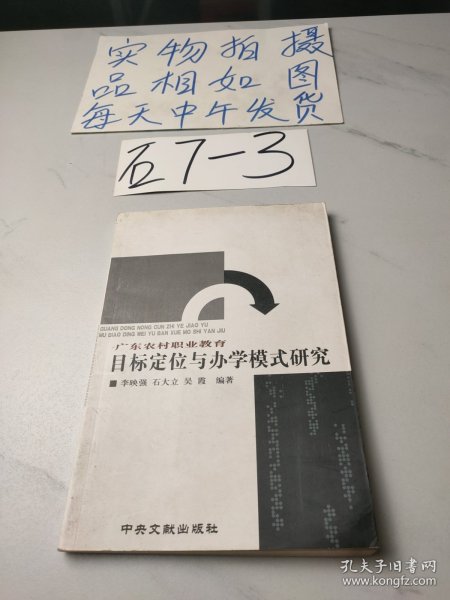 实物拍摄
品相如图
每天中午发货
石7-3
GUANG DONG NONG CUN ZHI YE JIAO YU
MU BIAO DING WEI YU BAN XUE MO SHI YAN JIU
广东农村职业教育
目标定位与办学模式研究
■李映强 石大立 吴霞 编著
中央文献出版社
孔夫子旧书网
www.kongfz.com